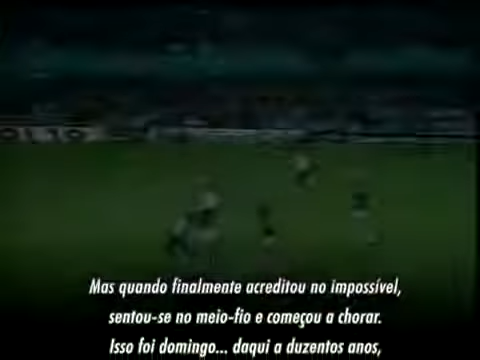 Mas quando finalmente acreditou no impossível,
sentou-se no meio-fio e começou a chorar.
Isso foi domingo... daqui a duzentos anos,